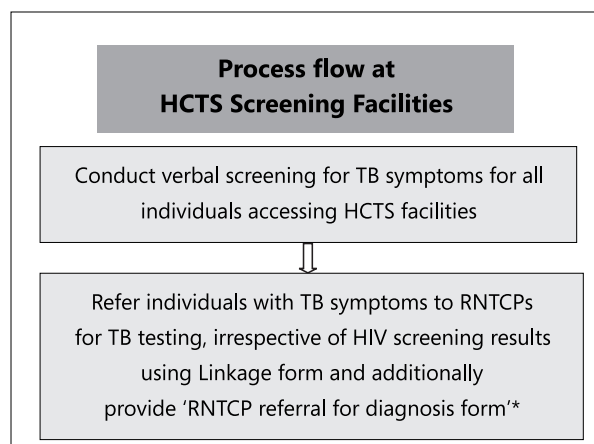 Process flow at
HCTS Screening Facilities
Conduct verbal screening for TB symptoms for all
individuals accessing HCTS facilities
Refer individuals with TB symptoms to RNTCPs
for TB testing, irrespective of HIV screening results
using Linkage form and additionally
provide ‘RNTCP referral for diagnosis form’*